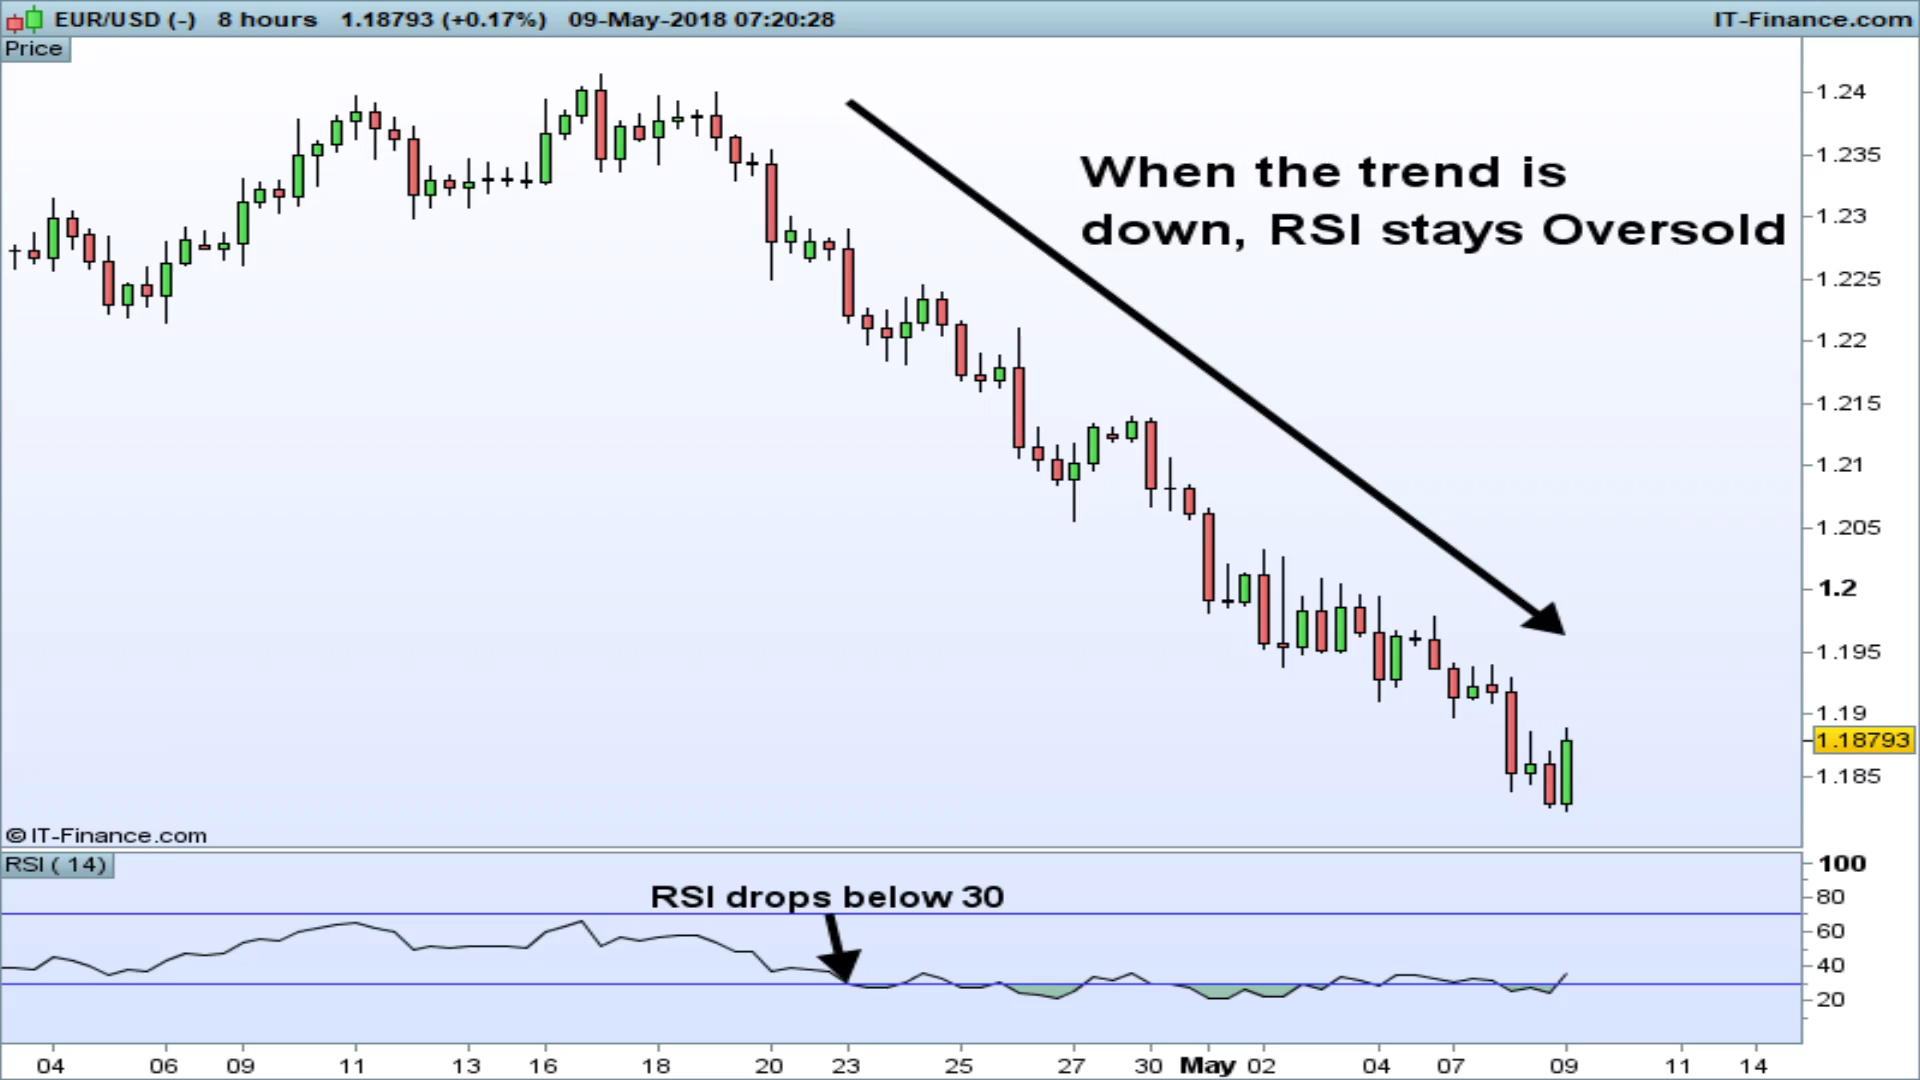 EUR/USD (-) 8 hours 1.18793 (+0.17%) 09-May-2018 07:20:28 IT-Finance.com
Price
1.24
1.235
1.23
1.225
1.22
1.215
1.21
1.205
1.2
1.195
1.19
1.18793
1.185
When the trend is
down, RSI stays Oversold
© IT-Finance.com
RSI ( 14)
RSI drops below 30
100
80
60
40
20
04 06 09 11 13 16 18 20 23 25 27 30 May 02 04 07 09 11 14